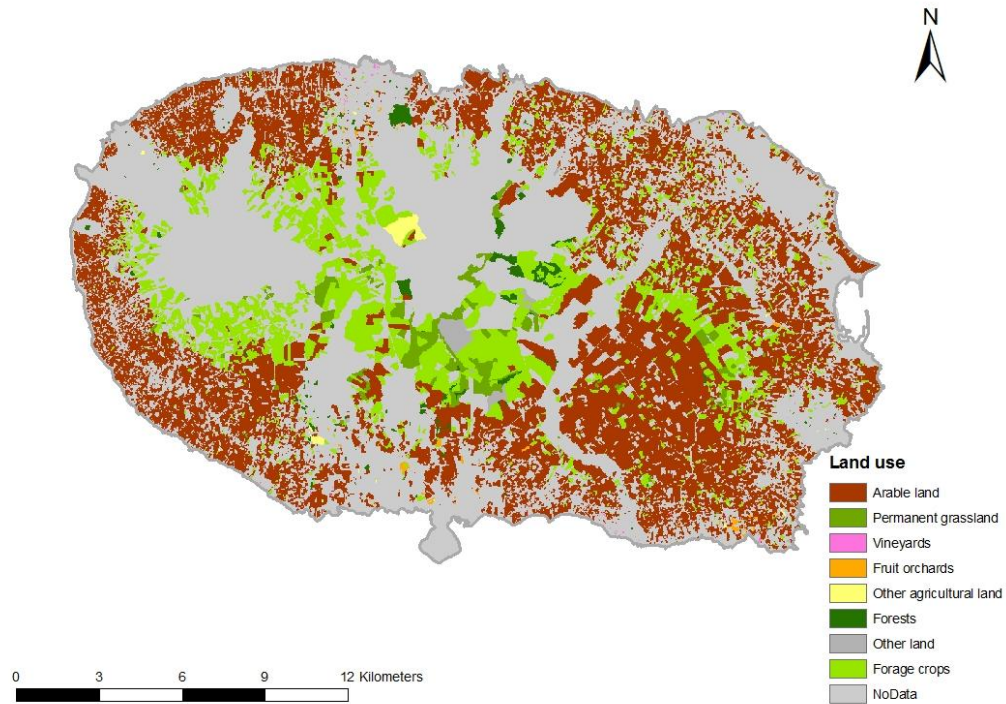 N
Land use
Arable land
Permanent grassland
Vineyards
Fruit orchards
Other agricultural land
Forests
Other land
Forage crops
NoData
0 3 6 9 12 Kilometers